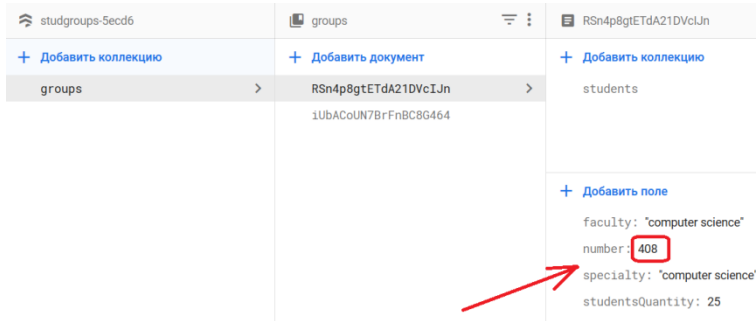 studgroups-5ecd6
groups
RSn4p8gtETdA21DVcIJn
Добавить коллекцию
Добавить документ
Добавить коллекцию
groups
RSn4p8gtETdA21DVcIJn
students
iUbACoUN7BrFnBC8G464
Добавить поле
faculty: "computer science"
number: 408
specialty: "computer science"
studentsQuantity: 25